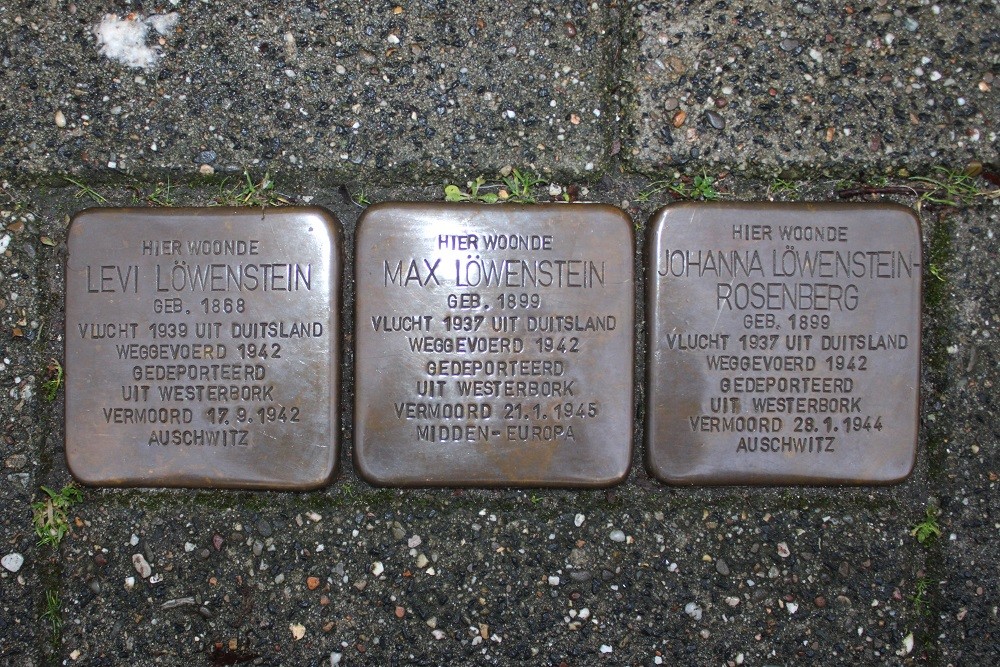 HIER WOONDE
LEVI LÖWENSTEIN
GEB. 1868
VLUCHT 1939 UIT DUITSLAND
WEGGEVOERD 1942
GEDEPORTEERD
UIT WESTERBORK
VERMOORD 17.9.1942
AUSCHWITZ
HIER WOONDE
MAX LÖWENSTEIN
GEB. 1899
VLUCHT 1937 UIT DUITSLAND
WEGGEVOERD 1942
GEDEPORTEERD
UIT WESTERBORK
VERMOORD 21.1.1945
MIDDEN-EUROPA
HIER WOONDE
JOHANNA LÖWENSTEIN-
ROSENBERG
GEB. 1899
VLUCHT 1937 UIT DUITSLAND
WEGGEVOERD 1942
GEDEPORTEERD
UIT WESTERBORK
VERMOORD 28.1.1944
AUSCHWITZ